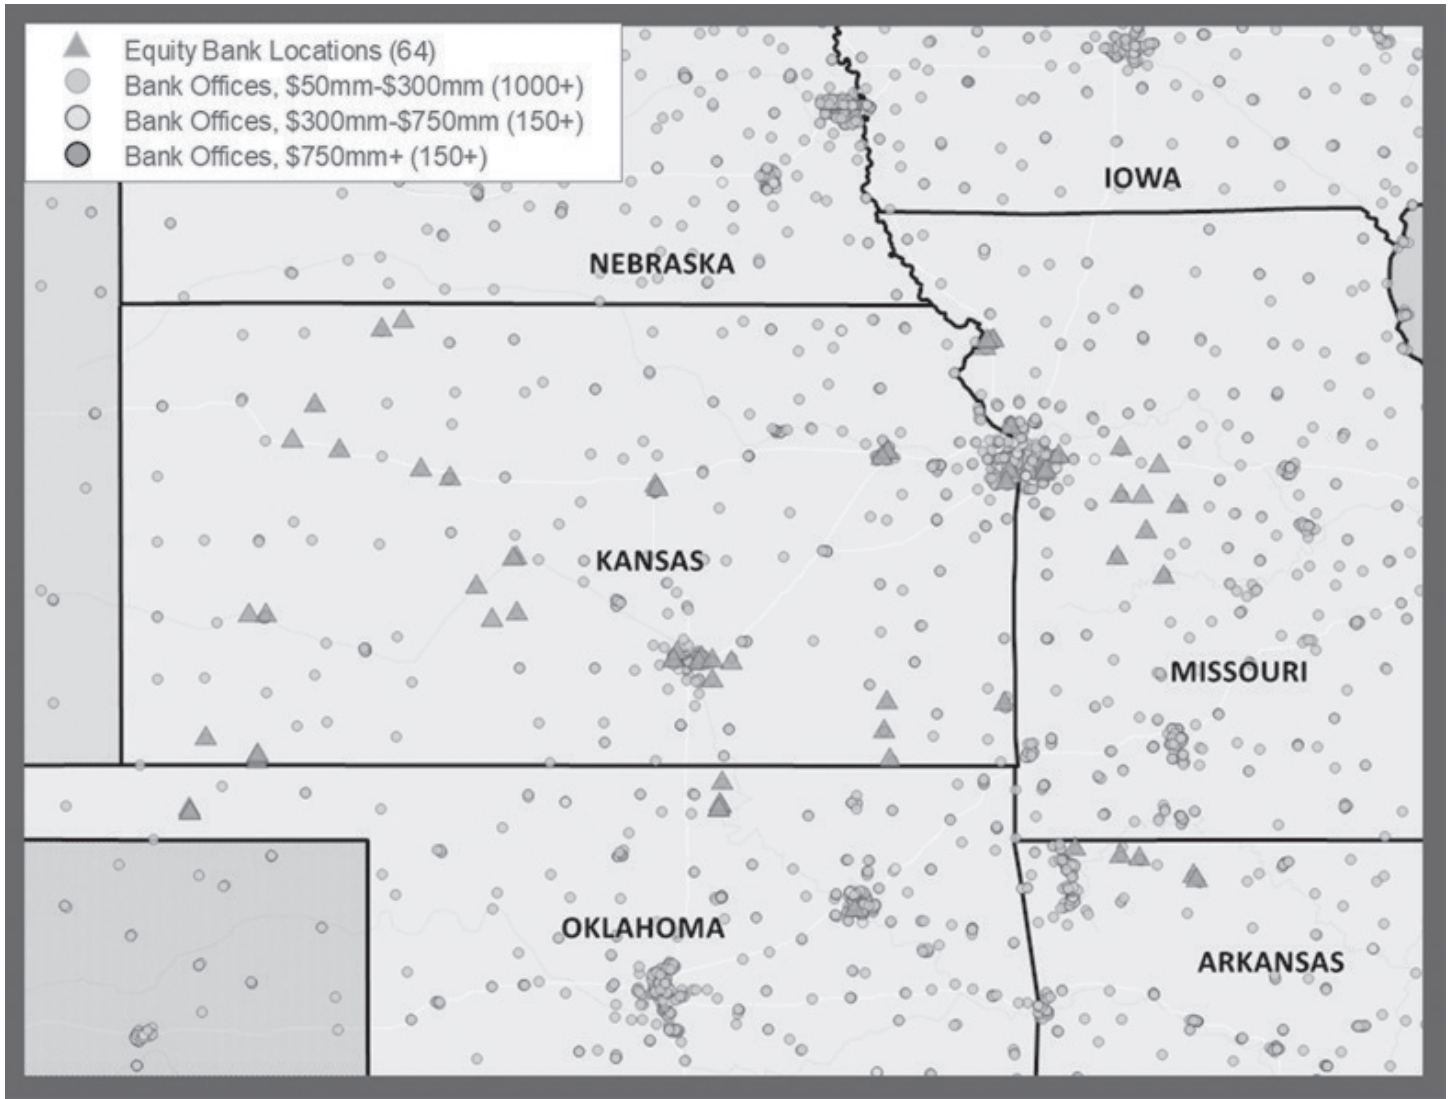 Equity Bank Locations (64)
Bank Offices, $50mm-$300mm (1000+)
Bank Offices, $300mm-$750mm (150+)
Bank Offices, $750mm+ (150+)
IOWA
NEBRASKA
KANSAS
MISSOURI
OKLAHOMA
ARKANSAS